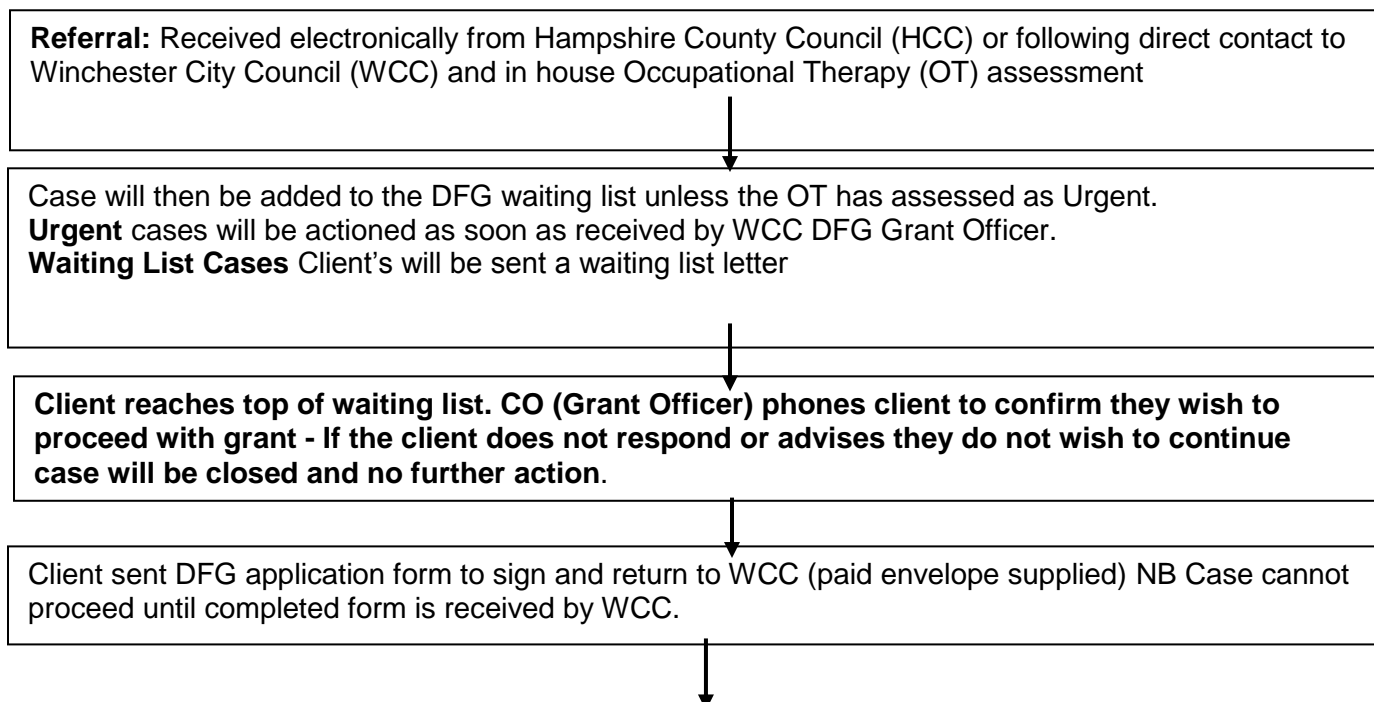 Referral: Received electronically from Hampshire County Council (HCC) or following direct contact to
Winchester City Council (WCC) and in house Occupational Therapy (OT) assessment
Case will then be added to the DFG waiting list unless the OT has assessed as Urgent.
Urgent cases will be actioned as soon as received by WCC DFG Grant Officer.
Waiting List Cases Client’s will be sent a waiting list letter
Client reaches top of waiting list. CO (Grant Officer) phones client to confirm they wish to
proceed with grant - If the client does not respond or advises they do not wish to continue
case will be closed and no further action.
Client sent DFG application form to sign and return to WCC (paid envelope supplied) NB Case cannot
proceed until completed form is received by WCC.